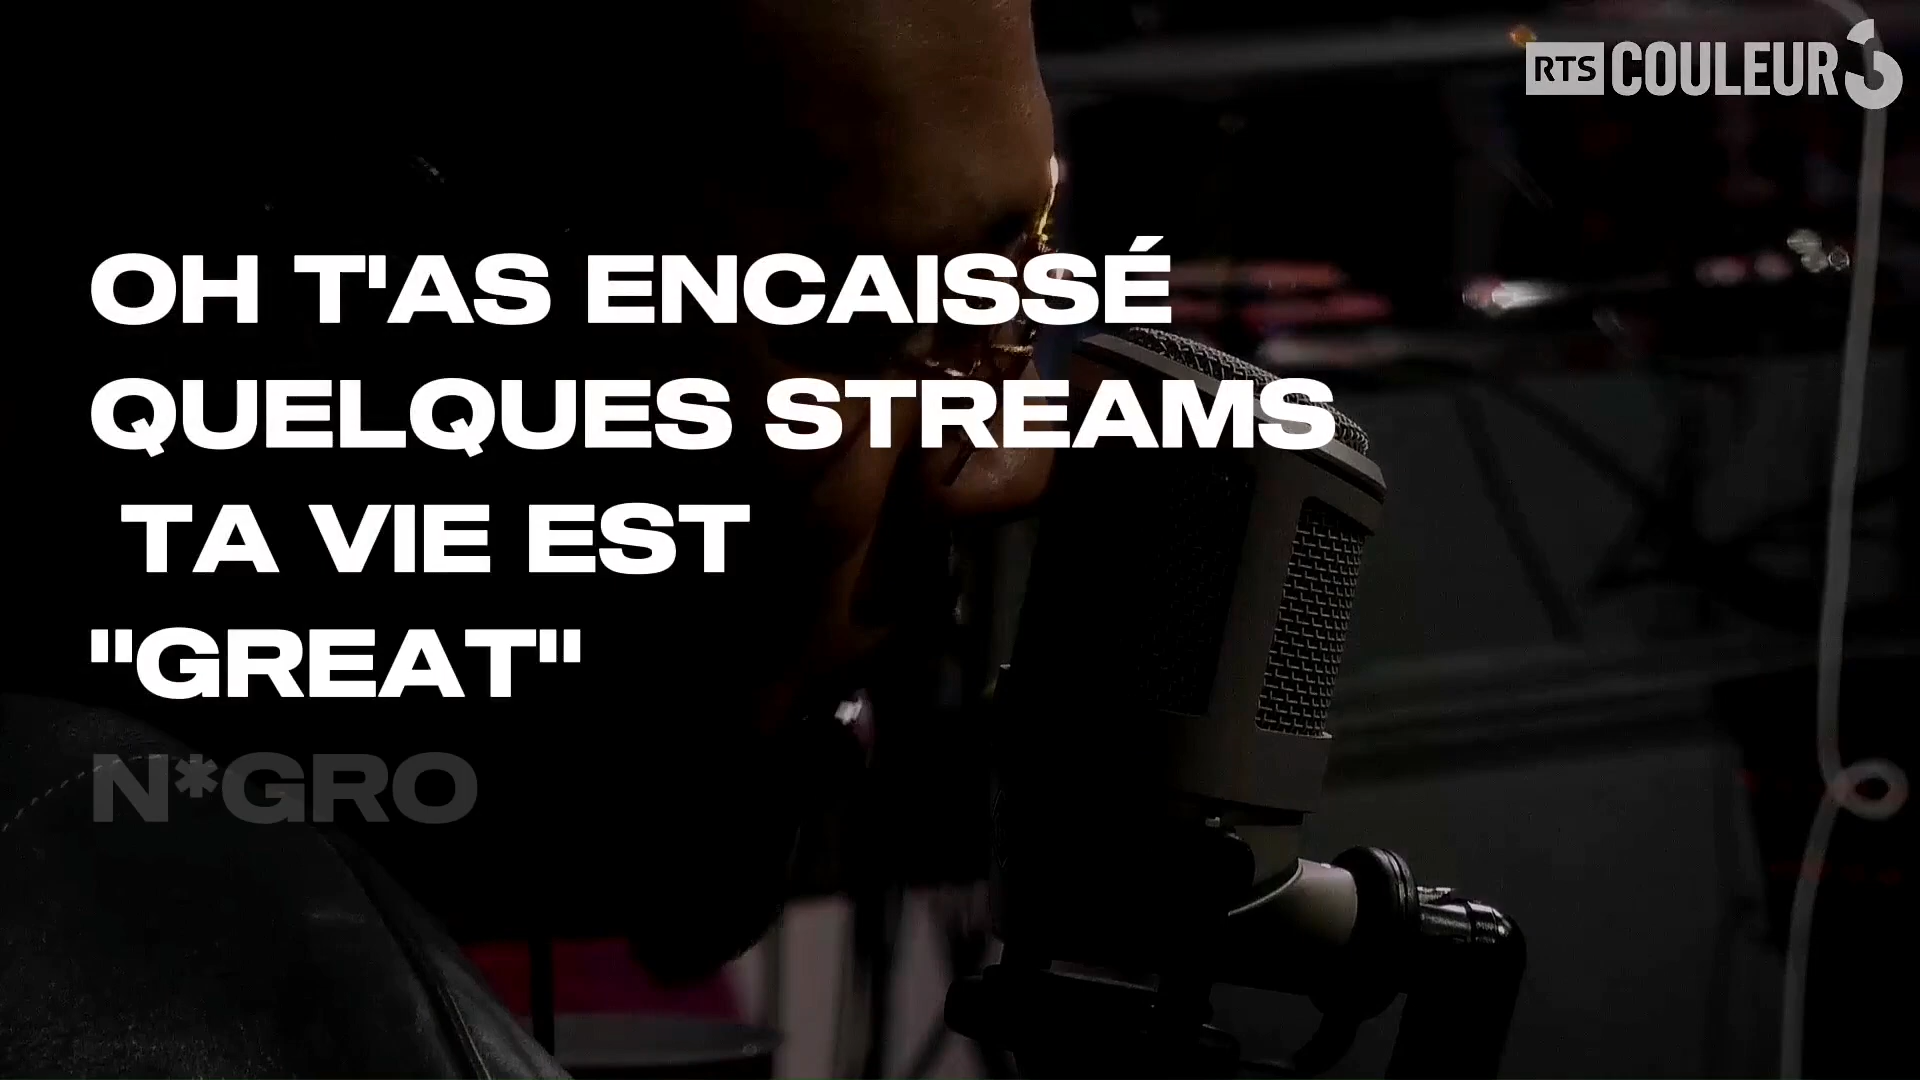 RTS COULEUR 3
OH T'AS ENCAISSÉ
QUELQUES STREAMS
TA VIE EST
"GREAT"
N*GRO